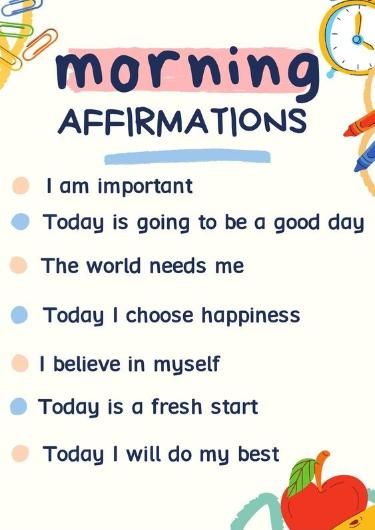 morning
AFFIRMATIONS
I am important
Today is going to be a good day
The world needs me
Today I choose happiness
I believe in myself
Today is a fresh start
Today I will do my best